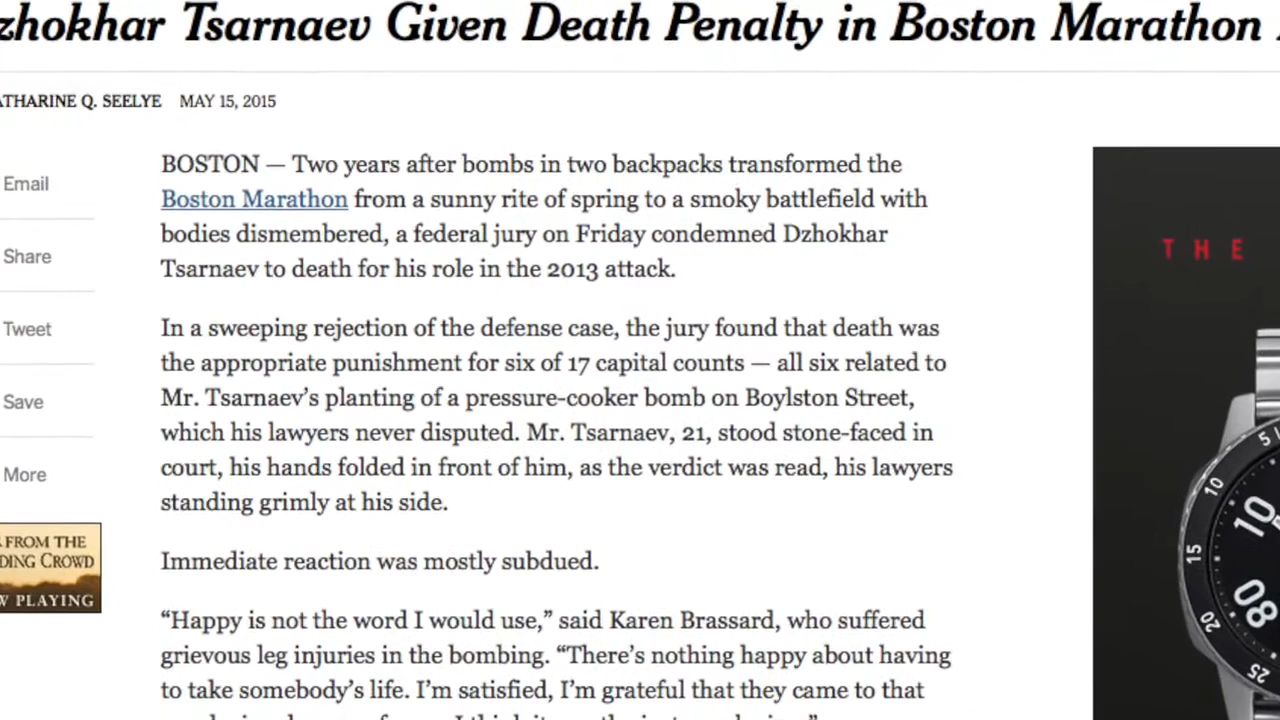 zhokhar Tsarnaev Given Death Penalty in Boston Marathon
ATHARINE Q. SEELYE MAY 15, 2015
Email
Share
Tweet
Save
More
FROM THE
DING CROWD
W PLAYING
BOSTON — Two years after bombs in two backpacks transformed the
Boston Marathon from a sunny rite of spring to a smoky battlefield with
bodies dismembered, a federal jury on Friday condemned Dzhokhar
Tsarnaev to death for his role in the 2013 attack.
In a sweeping rejection of the defense case, the jury found that death was
the appropriate punishment for six of 17 capital counts — all six related to
Mr. Tsarnaev’s planting of a pressure-cooker bomb on Boylston Street,
which his lawyers never disputed. Mr. Tsarnaev, 21, stood stone-faced in
court, his hands folded in front of him, as the verdict was read, his lawyers
standing grimly at his side.
Immediate reaction was mostly subdued.
“Happy is not the word I would use,” said Karen Brassard, who suffered
grievous leg injuries in the bombing. “There’s nothing happy about having
to take somebody’s life. I’m satisfied, I’m grateful that they came to that
THE
5
10
15
20
25
10
80